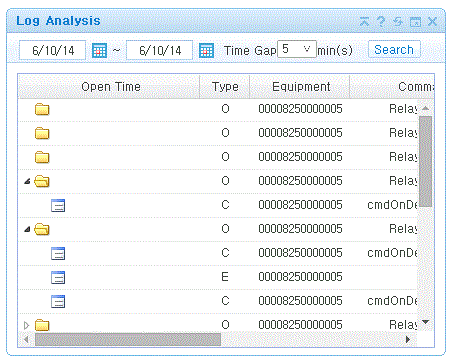 Log Analysis
6/10/14 ~ 6/10/14 Time Gap 5 min(s) Search
Open Time Type Equipment Comma
O 00008250000005 Relay
O 00008250000005 Relay
O 00008250000005 Relay
O 00008250000005 Relay
C 00008250000005 cmdOnDe
O 00008250000005 Relay
C 00008250000005 cmdOnDe
E 00008250000005
C 00008250000005 cmdOnDe
O 00008250000005 Relay